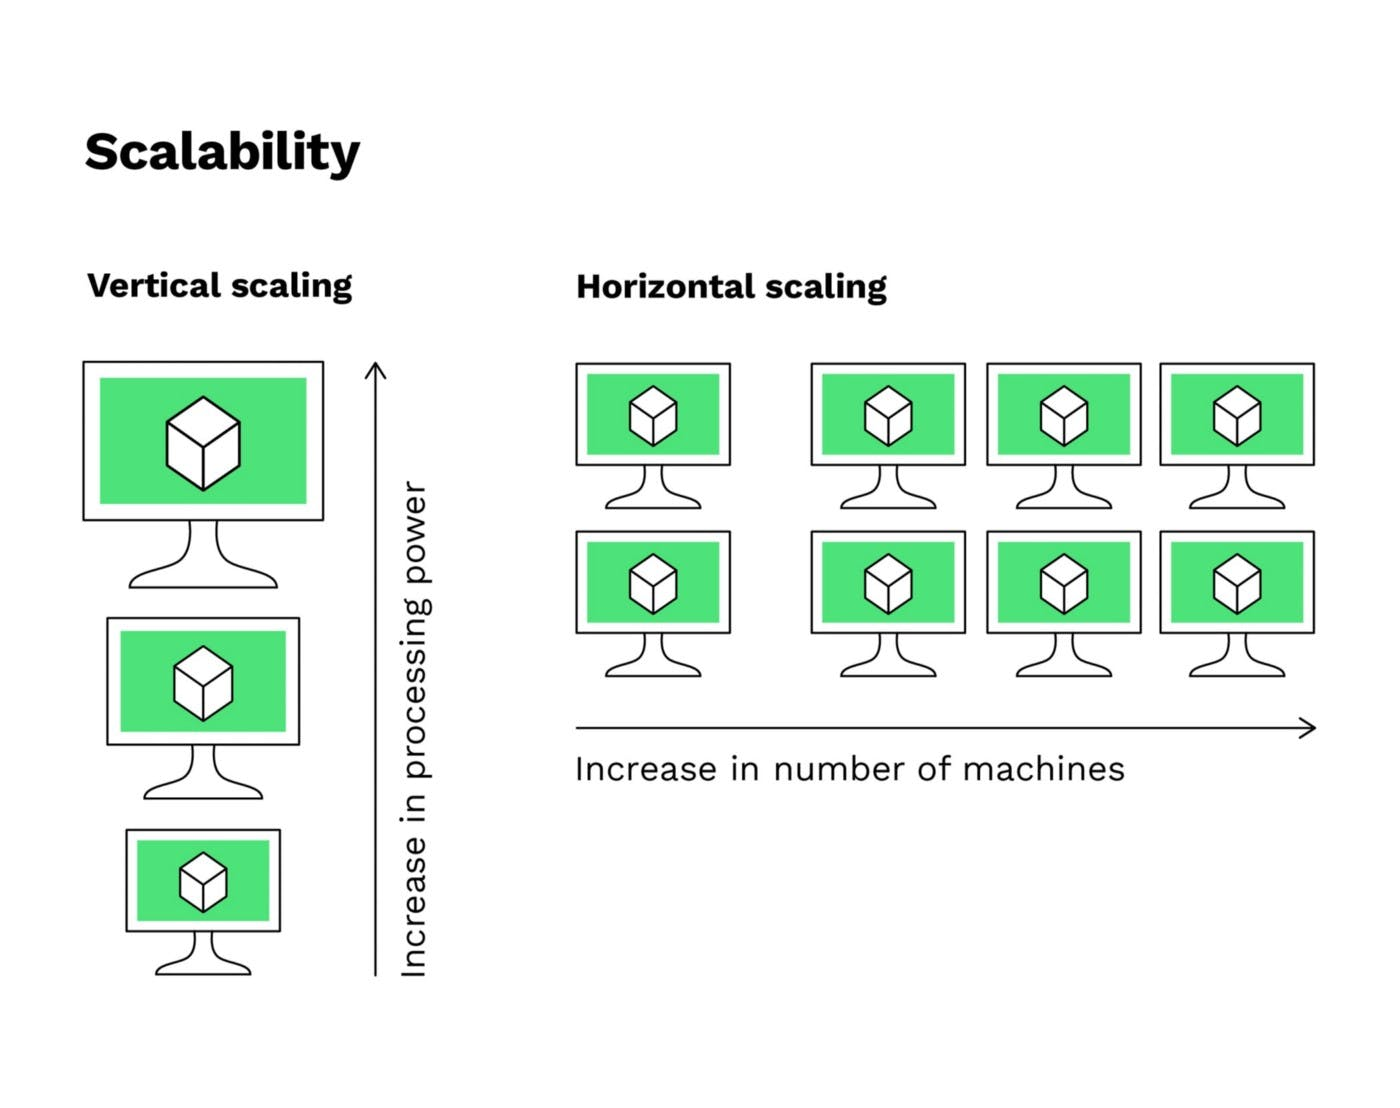 Scalability
Vertical scaling
Increase in processing power
Horizontal scaling
Increase in number of machines